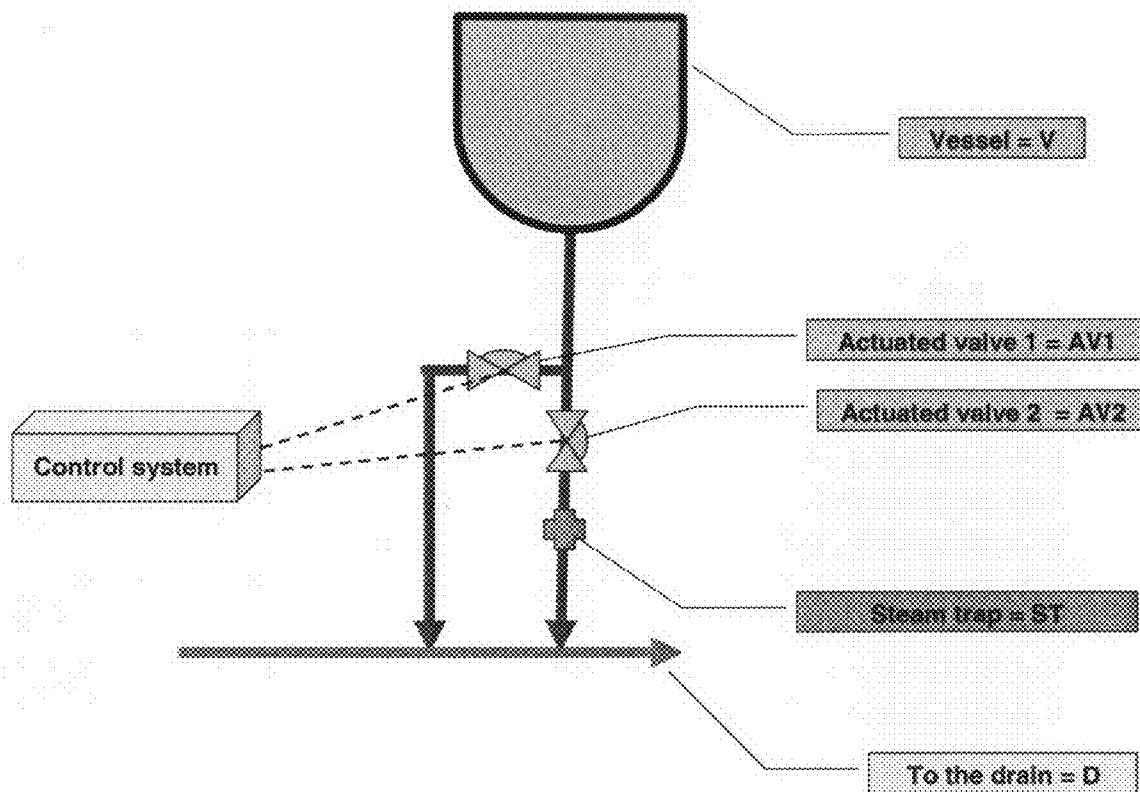 Vessel = V
Actuated valve 1 = AV1
Actuated valve 2 = AV2
Control system
Steam trap = ST
To the drain = D